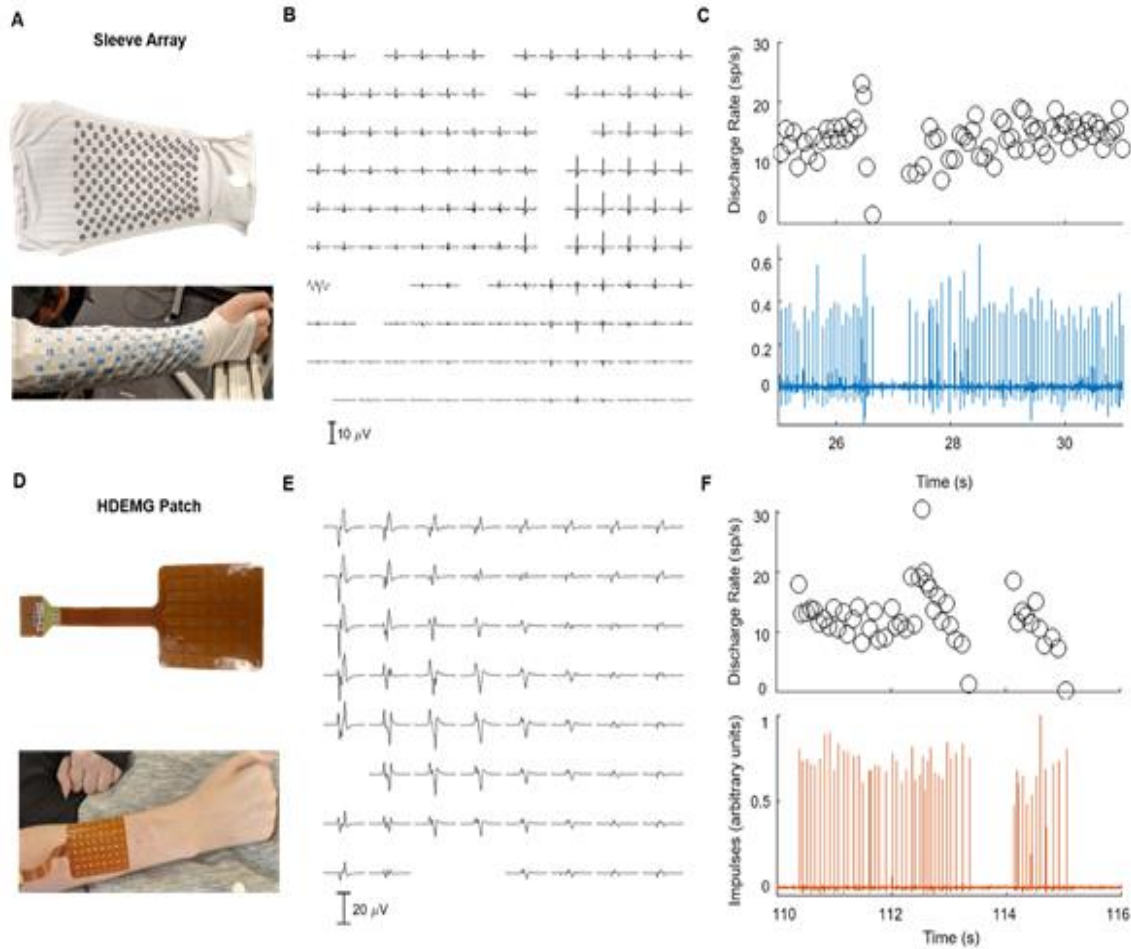 A
Sleeve Array
B
10 µV
C
Discharge Rate (sp/s)
30
20
10
0
0.6
0.4
0.2
0
26
28
30
Time (s)
D
HDEMG Patch
E
20 µV
F
Discharge Rate (sp/s)
30
20
10
0
Impulses (arbitrary units)
1
0.5
0
110
112
114
116
Time (s)